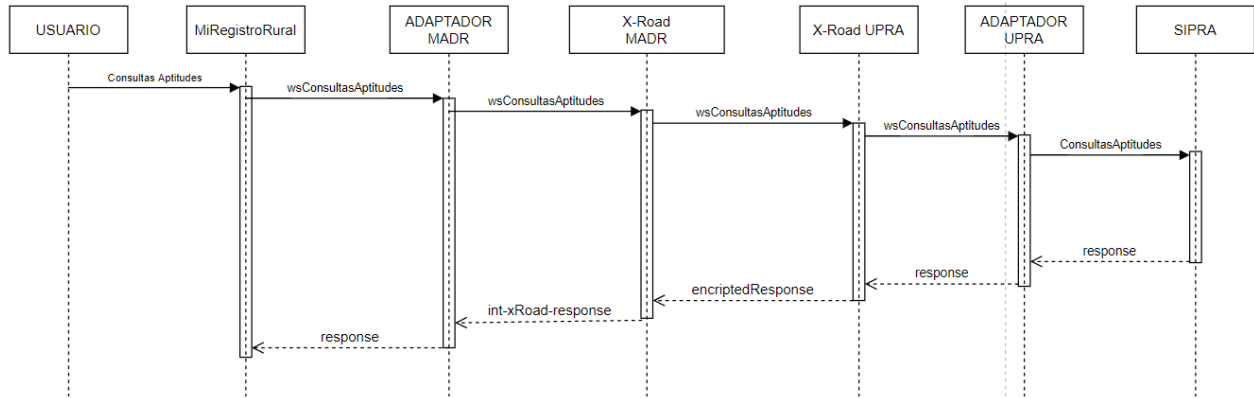 USUARIO
MiRegistroRural
ADAPTADOR
MADR
X-Road
MADR
X-Road UPRA
ADAPTADOR
UPRA
SIPRA
Consultas Aptitudes
wsConsultasAptitudes
wsConsultasAptitudes
wsConsultasAptitudes
wsConsultasAptitudes
ConsultasAptitudes
response
response
encriptedResponse
int-xRoad-response
response